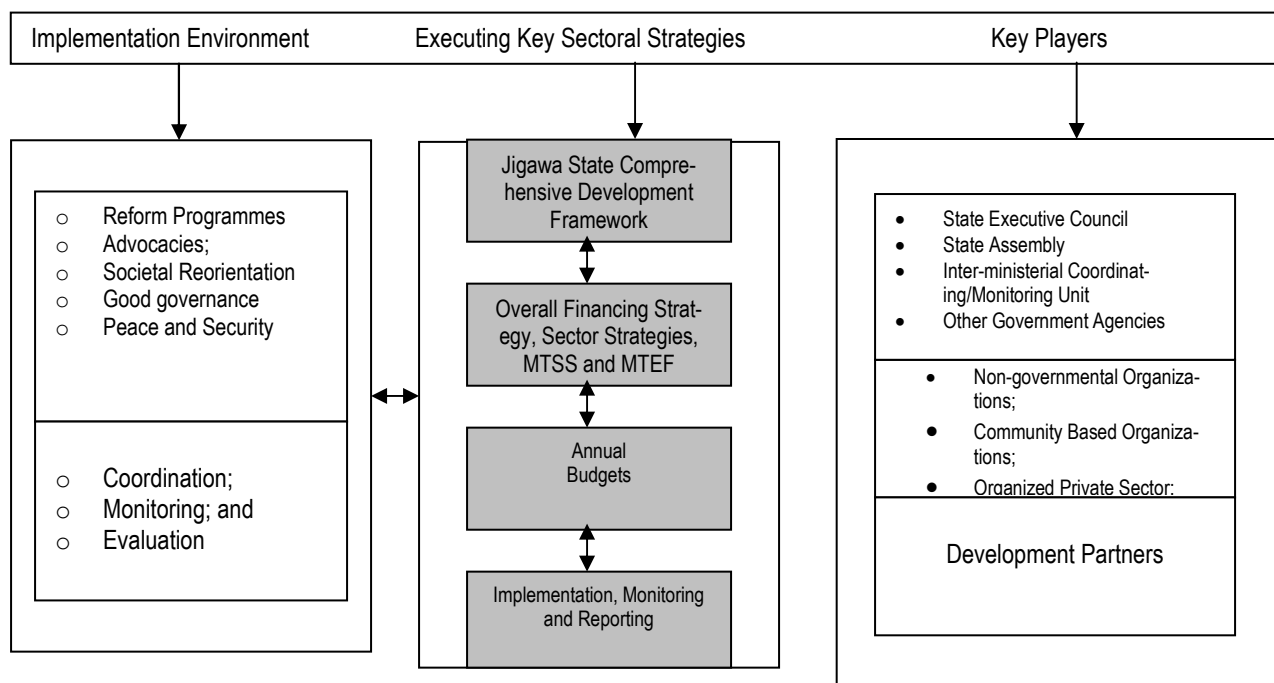 Implementation Environment
Executing Key Sectoral Strategies
Key Players
o Reform Programmes
o Advocacies;
o Societal Reorientation
o Good governance
o Peace and Security
o Coordination;
o Monitoring; and
o Evaluation
Jigawa State Compre-
hensive Development
Framework
Overall Financing Strat-
egy, Sector Strategies,
MTSS and MTEF
Annual
Budgets
Implementation, Monitoring
and Reporting
• State Executive Council
• State Assembly
• Inter-ministerial Coordinat-
ing/Monitoring Unit
• Other Government Agencies
• Non-governmental Organiza-
tions;
• Community Based Organiza-
tions;
• Organized Private Sector:
Development Partners